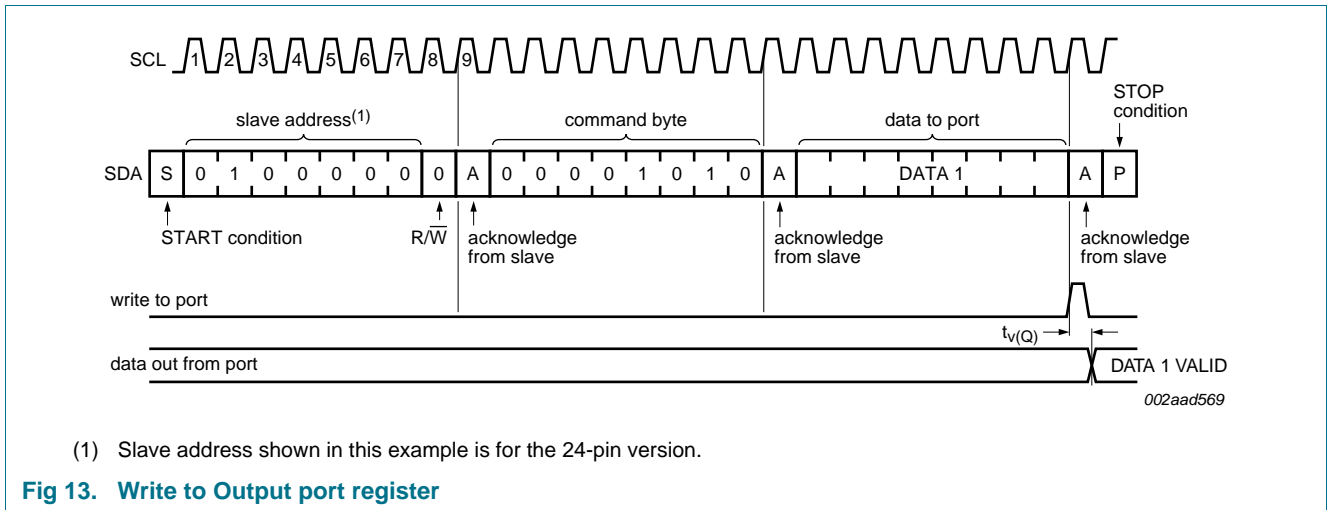 SCL 1 2 3 4 5 6 7 8 9
STOP
condition
slave address(1) command byte data to port
SDA S 0 1 0 0 0 0 0 0 A 0 0 0 0 1 0 1 0 A DATA 1 A P
START condition R/W̅ acknowledge
from slave acknowledge
from slave acknowledge
from slave
write to port
tv(Q)
data out from port DATA 1 VALID
002aad569
(1) Slave address shown in this example is for the 24-pin version.
Fig 13. Write to Output port register